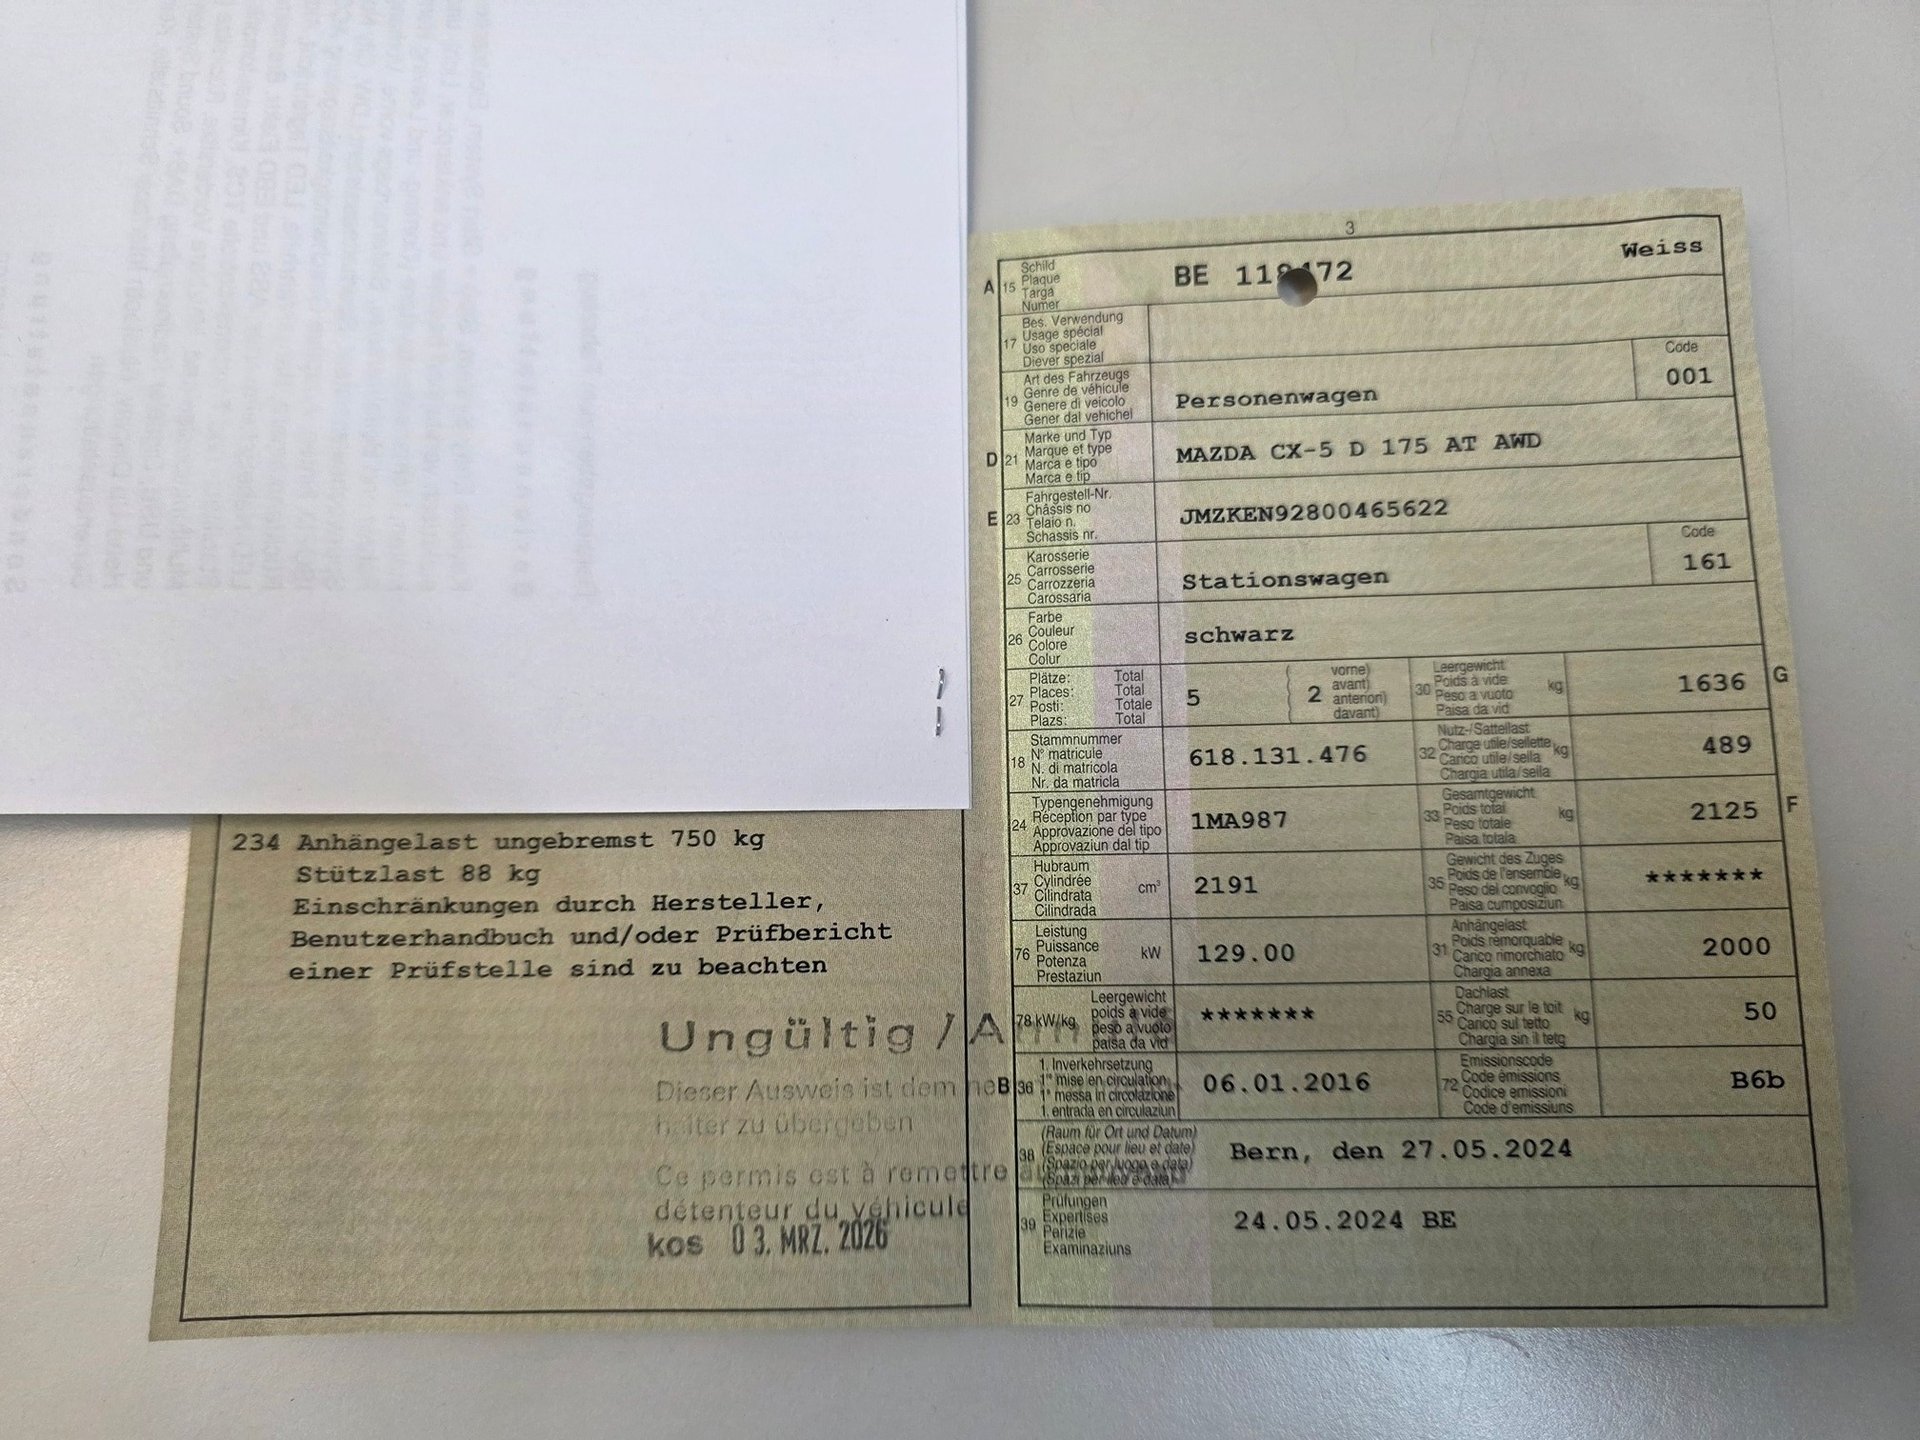 3
A 15 Schild Plaque Targa Numer BE 118472 Weiss
17 Bes. Verwendung Usage spécial Uso speciale Diever spezial
19 Art des Fahrzeugs Genre de véhicule Genere di veicolo Gener dal vehichel Personenwagen Code 001
D 21 Marke und Typ Marque et type Marca e tipo Marca e tip MAZDA CX-5 D 175 AT AWD
E 23 Fahrgestell-Nr. Châssis no Telaio n. Schassis nr. JMZKEN92800465622
25 Karosserie Carrosserie Carrozzeria Carossaria Stationswagen Code 161
26 Farbe Couleur Colore Colur schwarz
27 Plätze: Total Places: Total Posti: Totale Plazs: Total 5 ( 2 vorne) avant) anteriori) davant)
30 Leergewicht Poids à vide Peso a vuoto Paisa da vid kg 1636 G
18 Stammnummer N° matricule N. di matricola Nr. da matricla 618.131.476
32 Nutz-/Sattellast Charge utile/sellette Carico utile/sella Chargia utila/sella kg 489
24 Typengenehmigung Réception par type Approvazione del tipo Approvaziun dal tip 1MA987
33 Gesamtgewicht Poids total Peso totale Paisa totala kg 2125 F
37 Hubraum Cylindrée Cilindrata Cilindrada cm³ 2191
35 Gewicht des Zuges Poids de l'ensemble Peso del convoglio Paisa cumposiziun kg *******
76 Leistung Puissance Potenza Prestaziun kW 129.00
31 Anhängelast Poids remorquable Carico rimorchiato Chargia annexa kg 2000
78 kW/kg Leergewicht poids à vide peso a vuoto paisa da vid *******
55 Dachlast Charge sur le toit Carico sul tetto Chargia sin il tetg kg 50
B 36 1. Inverkehrsetzung 1re mise en circulation 1a messa in circolazione 1. entrada en circulaziun 06.01.2016
72 Emissionscode Code émissions Codice emissioni Code d'emissiuns B6b
38 (Raum für Ort und Datum) (Espace pour lieu et date) (Spazio per luogo e data) (Spazi per lieu e data) Bern, den 27.05.2024
39 Prüfungen Expertises Perizie Examinaziuns 24.05.2024 BE
234 Anhängelast ungebremst 750 kg
Stützlast 88 kg
Einschränkungen durch Hersteller,
Benutzerhandbuch und/oder Prüfbericht
einer Prüfstelle sind zu beachten
Ungültig /
Dieser Ausweis ist dem
halter zu übergeben
Ce permis est à remettre
détenteur du véhicule
kos 03. MRZ. 2026